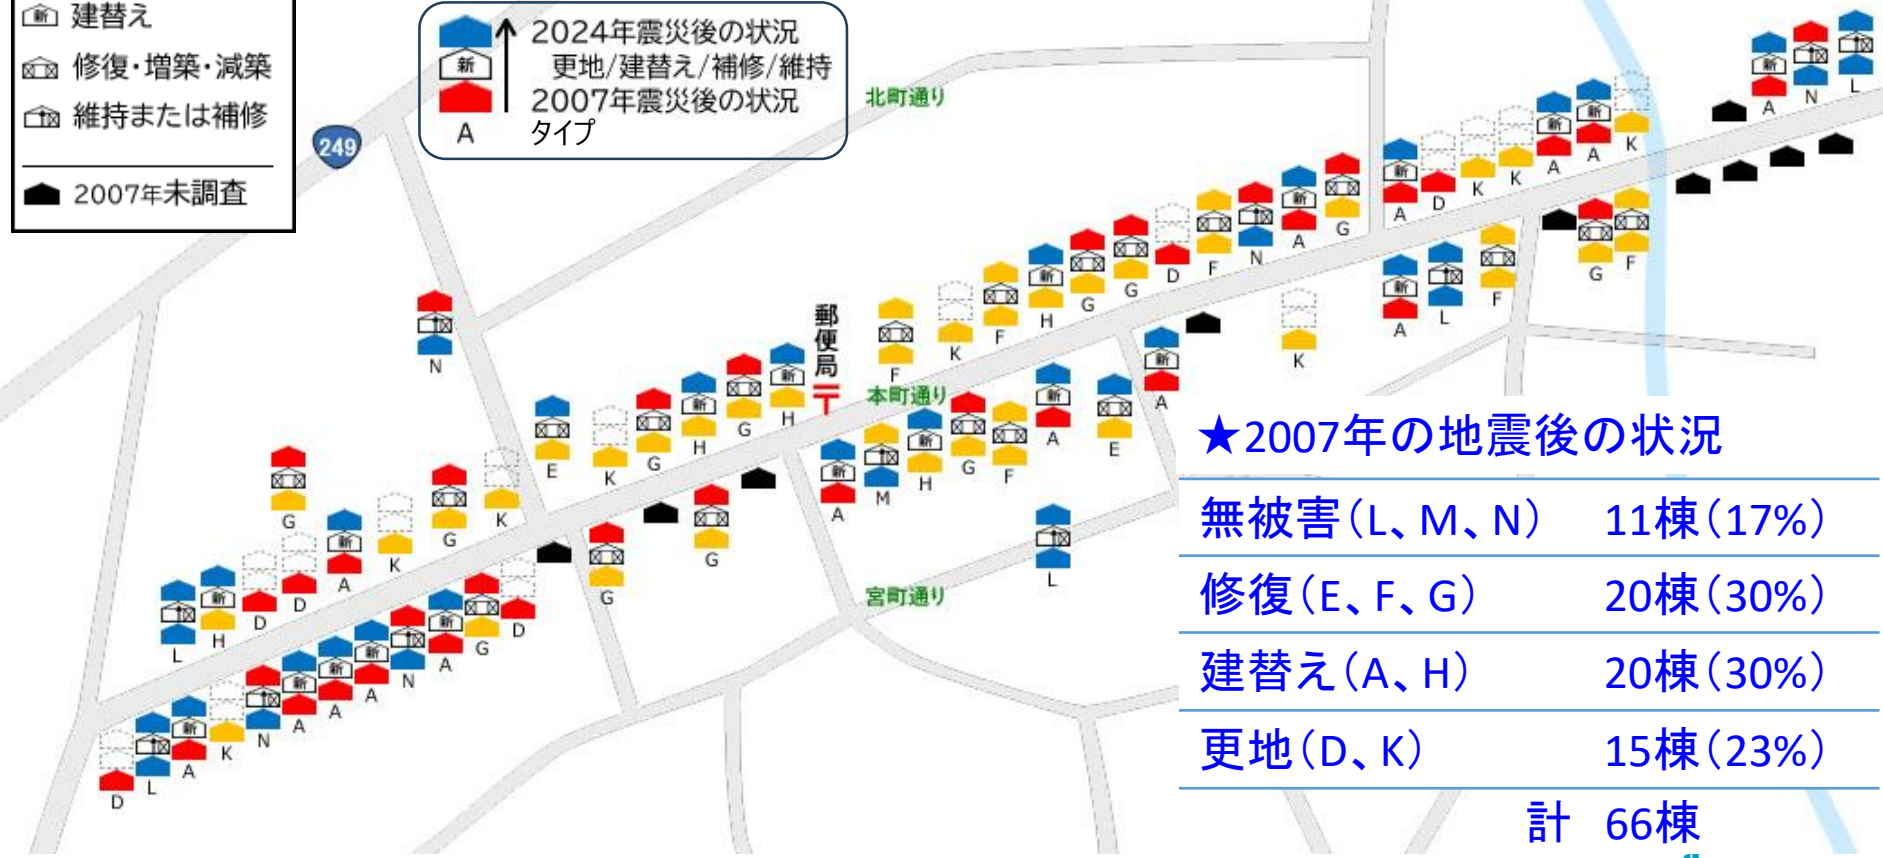 建替え
修復・増築・減築
維持または補修
2007年未調査
2024年震災後の状況
新
更地/建替え/補修/維持
2007年震災後の状況
A
タイプ
249
北町通り
郵便局
本町通り
宮町通り
A N L
A D K K A A K
F N A G
F K F H G G D
A L F G F
K
N
E K G H G H
A M H G F A E A
G
L H D D A K G K
G G
L
D L A K N A A A N A G D
★2007年の地震後の状況
無被害(L、M、N) 11棟(17%)
修復(E、F、G) 20棟(30%)
建替え(A、H) 20棟(30%)
更地(D、K) 15棟(23%)
計 66棟